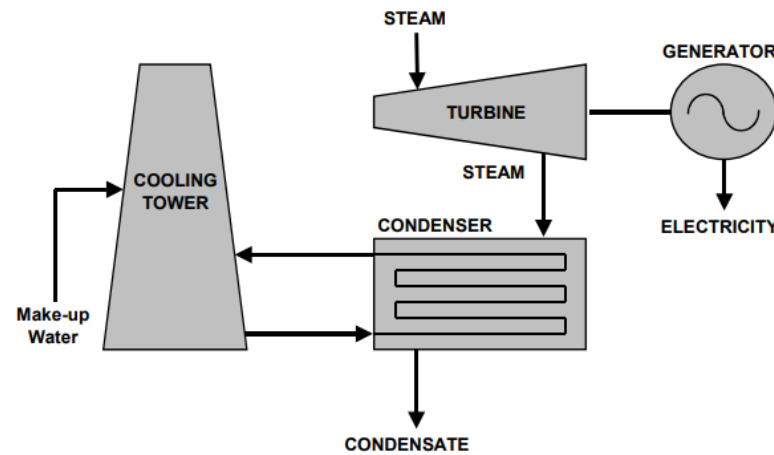 STEAM
GENERATOR
TURBINE
STEAM
COOLING
TOWER
ELECTRICITY
CONDENSER
Make-up
Water
CONDENSATE